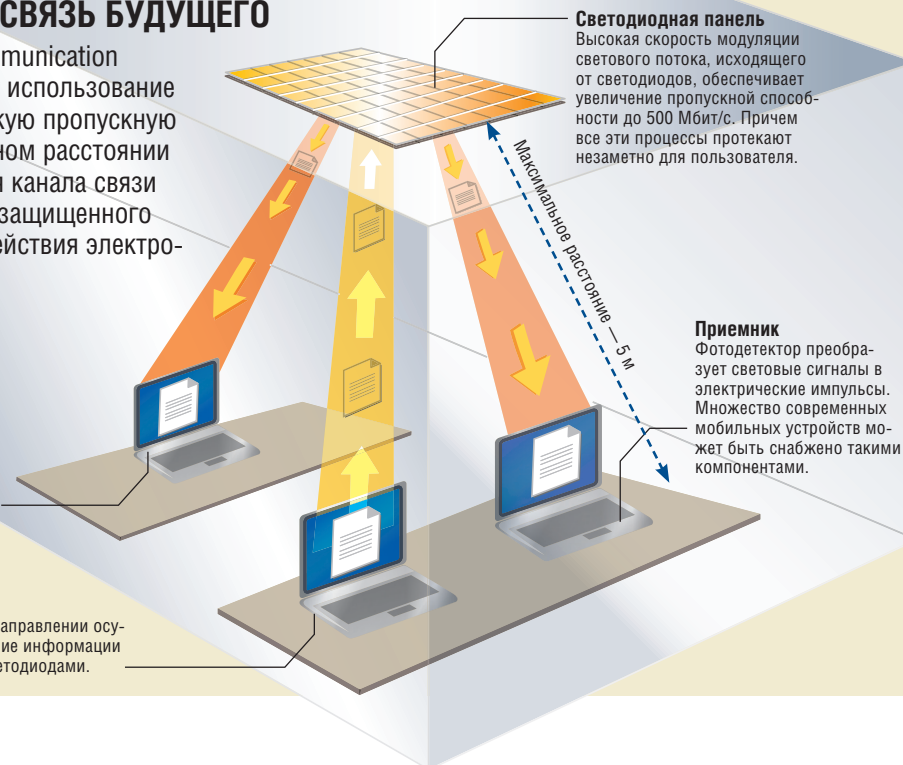 СВЯЗЬ БУДУЩЕГО
munication
использование
кую пропускную
ном расстоянии
я канала связи
защищенного
ействия электро-
Светодиодная панель
Высокая скорость модуляции
светового потока, исходящего
от светодиодов, обеспечивает
увеличение пропускной способ-
ности до 500 Мбит/с. Причем
все эти процессы протекают
незаметно для пользователя.
Максимальное расстояние — 5 м
Приемник
Фотодетектор преобра-
зует световые сигналы в
электрические импульсы.
Множество современных
мобильных устройств мо-
жет быть снабжено такими
компонентами.
аправлении осу-
ние информации
етодиодами.